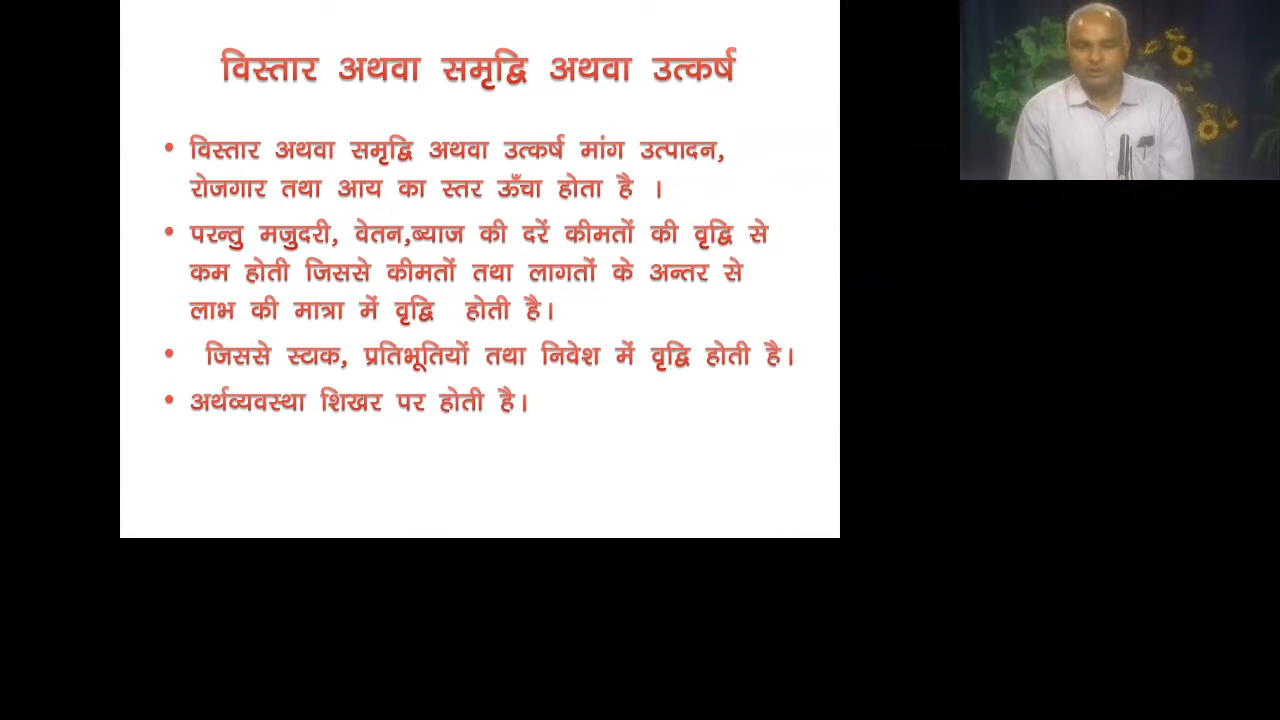 विस्तार अथवा समृद्वि अथवा उत्कर्ष
• विस्तार अथवा समृद्वि अथवा उत्कर्ष मांग उत्पादन,
रोजगार तथा आय का स्तर ऊँचा होता है ।
• परन्तु मजुदरी, वेतन,ब्याज की दरें कीमतों की वृद्वि से
कम होती जिससे कीमतों तथा लागतों के अन्तर से
लाभ की मात्रा में वृद्वि होती है।
• जिससे स्टाक, प्रतिभूतियों तथा निवेश में वृद्वि होती है।
• अर्थव्यवस्था शिखर पर होती है।